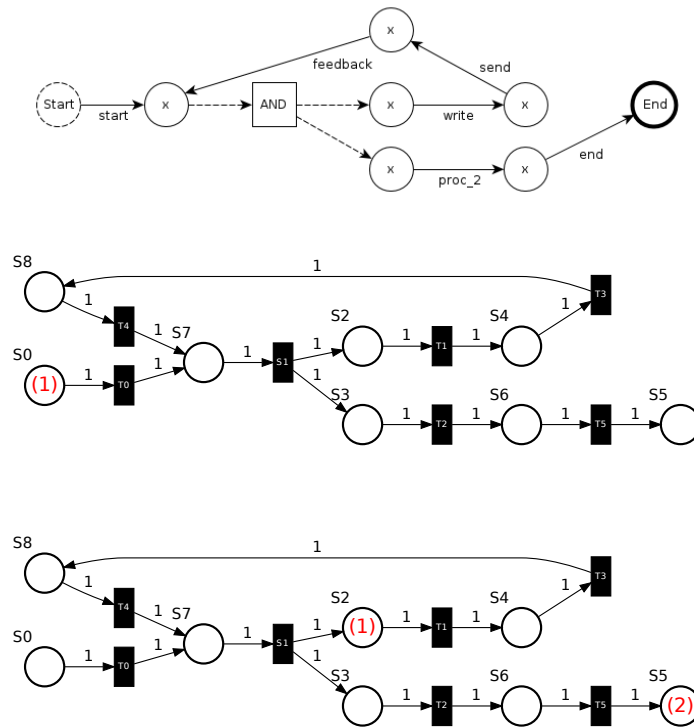 x
feedback
send
Start
start
x
AND
x
write
x
End
x
proc_2
x
end
S8
1
T3
1
T4
1
S7
S2
S4
1
S0
(1)
1
T0
1
1
S1
1
1
T1
1
1
S3
1
T2
1
S6
1
T5
1
S5
S8
1
T3
1
T4
1
S7
S2
(1)
S4
1
S0
1
T0
1
1
S1
1
1
T1
1
1
S3
1
T2
1
S6
1
T5
1
S5
(2)